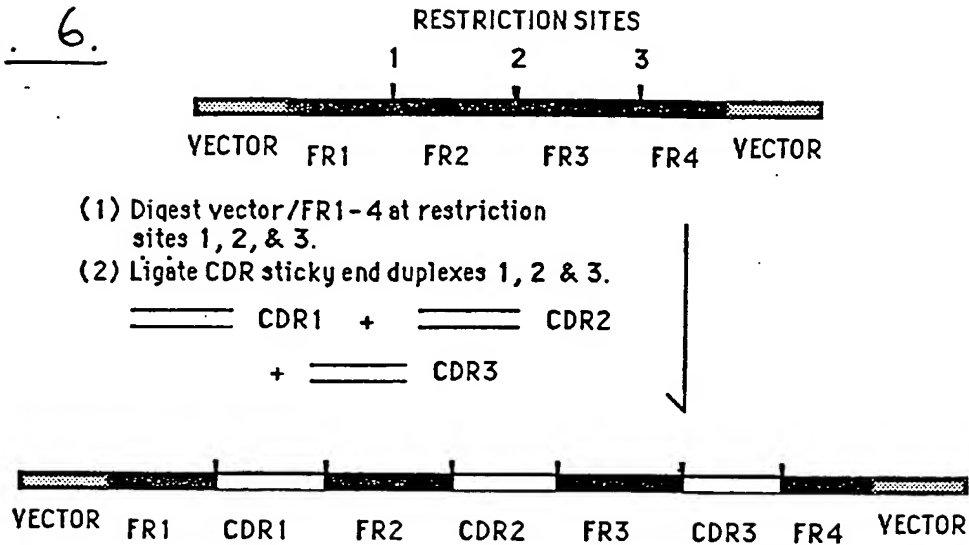 . 6.
RESTRICTION SITES
1 2 3
VECTOR FR1 FR2 FR3 FR4 VECTOR
(1) Digest vector/FR1-4 at restriction
sites 1, 2, & 3.
(2) Ligate CDR sticky end duplexes 1, 2 & 3.
CDR1 + CDR2
+ CDR3
VECTOR FR1 CDR1 FR2 CDR2 FR3 CDR3 FR4 VECTOR